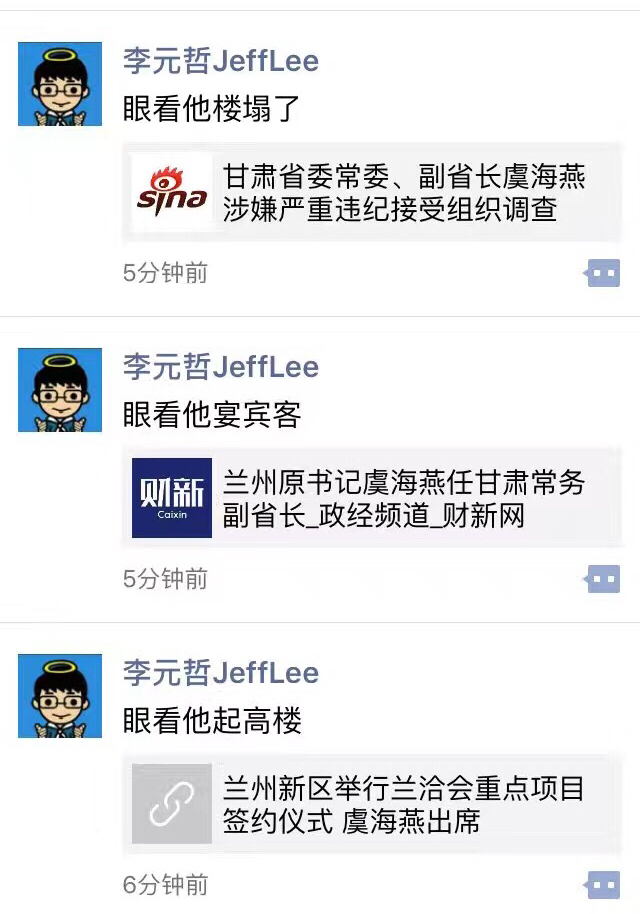 李元哲JeffLee
眼看他楼塌了
sina
甘肃省委常委、副省长虞海燕
涉嫌严重违纪接受组织调查
5分钟前
李元哲JeffLee
眼看他宴宾客
财新
Caixin
兰州原书记虞海燕任甘肃常务
副省长_政经频道_财新网
5分钟前
李元哲JeffLee
眼看他起高楼
兰州新区举行兰洽会重点项目
签约仪式 虞海燕出席
6分钟前